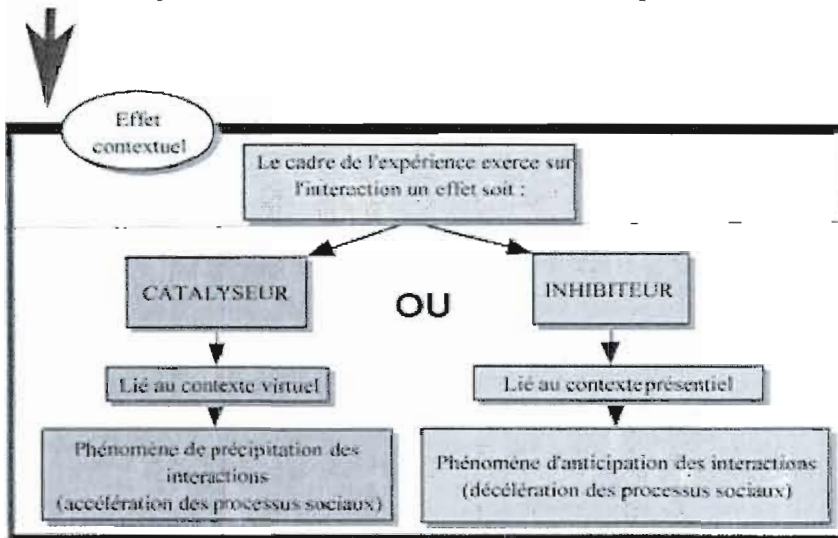 Effet
contextuel
Le cadre de l'expérience exerce sur
l'interaction un effet soit :
CATALYSEUR
OU
INHIBITEUR
Lié au contexte virtuel
Lié au contexte présentiel
Phénomène de précipitation des
interactions
(accélération des processus sociaux)
Phénomène d'anticipation des interactions
(décélération des processus sociaux)